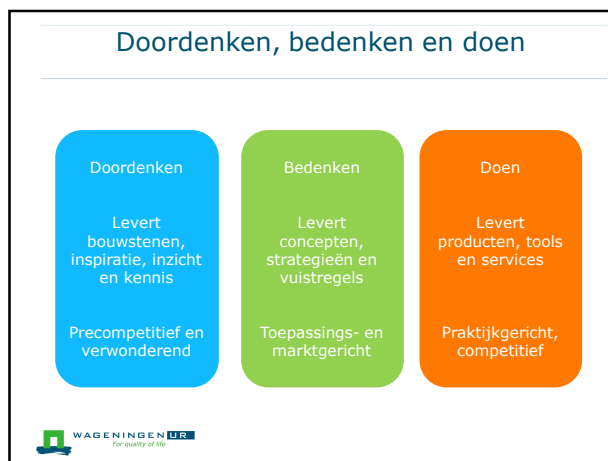 Doordenken, bedenken en doen
Doordenken
Levert
bouwstenen,
inspiratie, inzicht
en kennis
Precompetitief en
verwonderend
Bedenken
Levert
concepten,
strategieën en
vuistregels
Toepassings- en
marktgericht
Doen
Levert
producten, tools
en services
Praktijkgericht,
competitief
WAGENINGEN UR
For quality of life